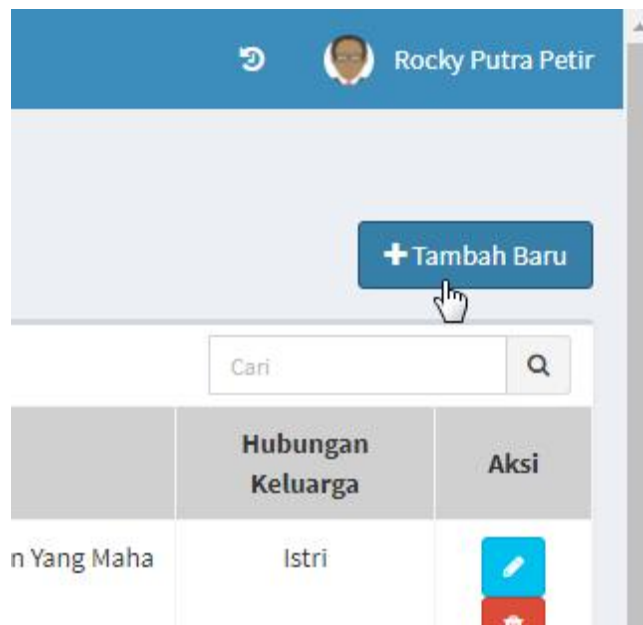 Rocky Putra Petir
Tambah Baru
Cari
Hubungan
Keluarga
Aksi
n Yang Maha
Istri